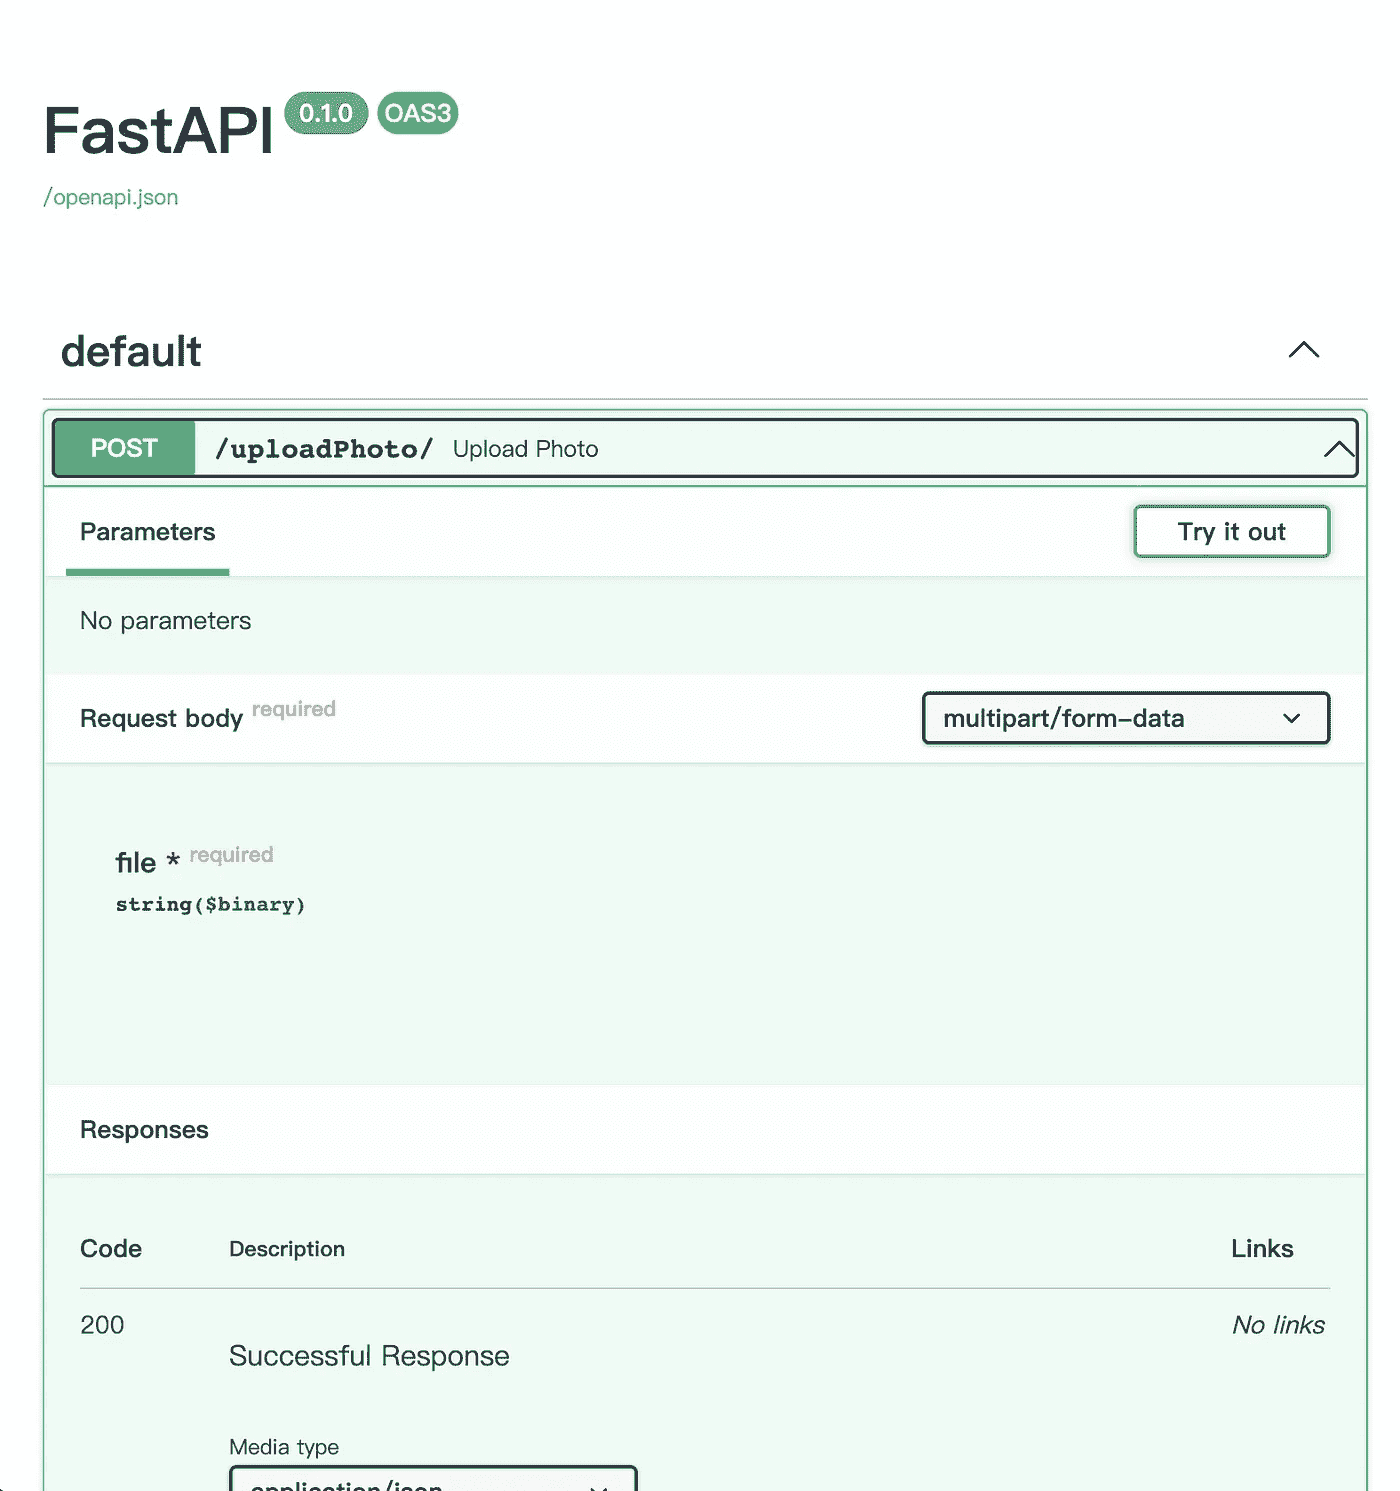 FastAPI 0.1.0 OAS3
/openapi.json
default
POST /uploadPhoto/ Upload Photo
Parameters Try it out
No parameters
Request body required multipart/form-data
file * required
string($binary)
Responses
Code Description Links
200 No links
Successful Response
Media type
application/json